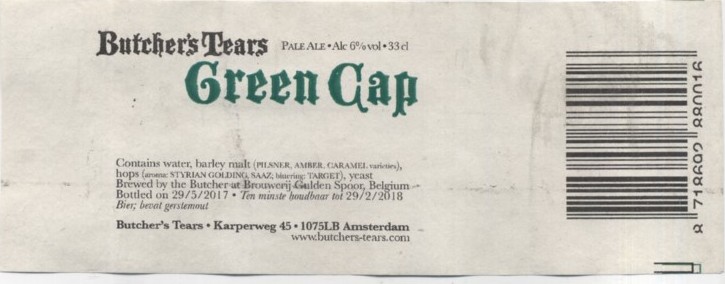 Butcher's Tears PALE ALE • Alc 6% vol • 33 cl
Green Cap
Contains water, barley malt (PILSNER, AMBER, CARAMEL varieties),
hops (aroma: STYRIAN GOLDING, SAAZ; bittering: TARGET), yeast
Brewed by the Butcher at Brouwerij Gulden Spoor, Belgium
Bottled on 29/5/2017 • Ten minste houdbaar tot 29/2/2018
Bier; bevat gerstemout
Butcher's Tears • Karperweg 45 • 1075LB Amsterdam
www.butchers-tears.com
8 718692 880016